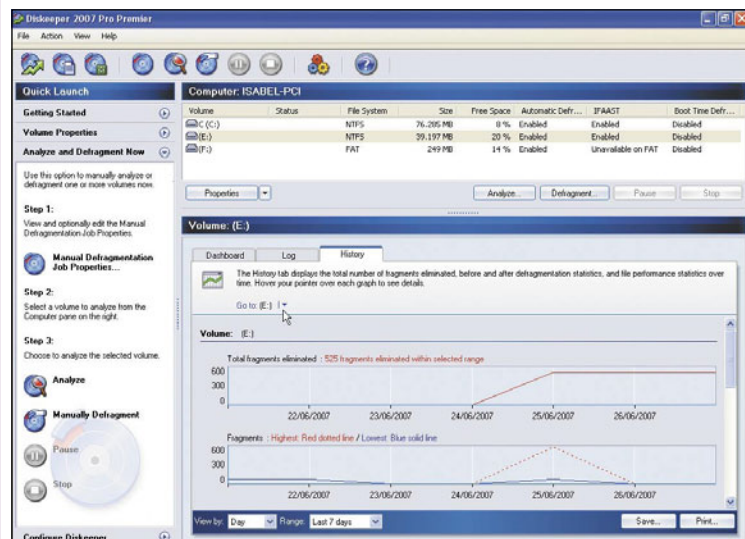 Diskeeper 2007 Pro Premier
File Action View Help
Quick Launch
Getting Started
Volume Properties
Analyze and Defragment Now
Use this option to manually analyze or
defragment one or more volumes now.
Step 1:
View and optionally edit the Manual
Defragmentation Job Properties.
Manual Defragmentation
Job Properties...
Step 2:
Select a volume to analyze from the
Computer pane on the right.
Step 3:
Choose to analyze the selected volume.
Analyze
Manually Defragment
Pause
Stop
Configure Diskeeper
Computer: ISABEL-PCI
Volume Status File System Size Free Space Automatic Defr... IFAAST Boot Time Defr...
C (C:) NTFS 76.285 MB 8 % Enabled Enabled Disabled
(E:) NTFS 39.197 MB 20 % Enabled Enabled Disabled
(F:) FAT 249 MB 14 % Enabled Unavailable on FAT Disabled
Properties Analyze... Defragment... Pause Stop
Volume: (E:)
Dashboard Log History
The History tab displays the total number of fragments eliminated, before and after defragmentation statistics, and file performance statistics over
time. Hover your pointer over each graph to see details.
Go to: (E:)
Volume: (E:)
Total fragments eliminated : 525 fragments eliminated within selected range
600
300
0
22/06/2007 23/06/2007 24/06/2007 25/06/2007 26/06/2007
Fragments : Highest: Red dotted line / Lowest: Blue solid line
600
300
0
22/06/2007 23/06/2007 24/06/2007 25/06/2007 26/06/2007
View by: Day Range: Last 7 days Save... Print...